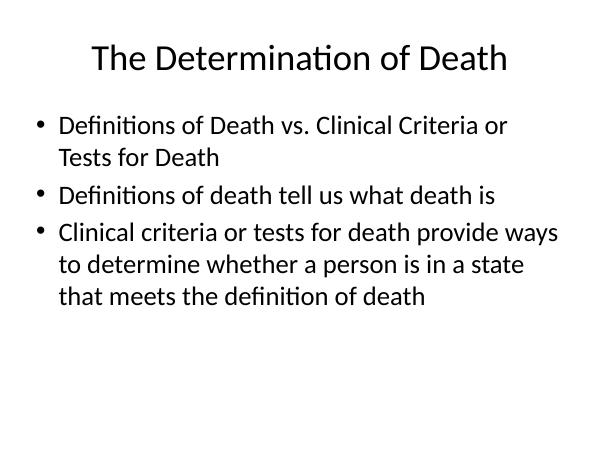 The Determination of Death
• Definitions of Death vs. Clinical Criteria or
Tests for Death
• Definitions of death tell us what death is
• Clinical criteria or tests for death provide ways
to determine whether a person is in a state
that meets the definition of death